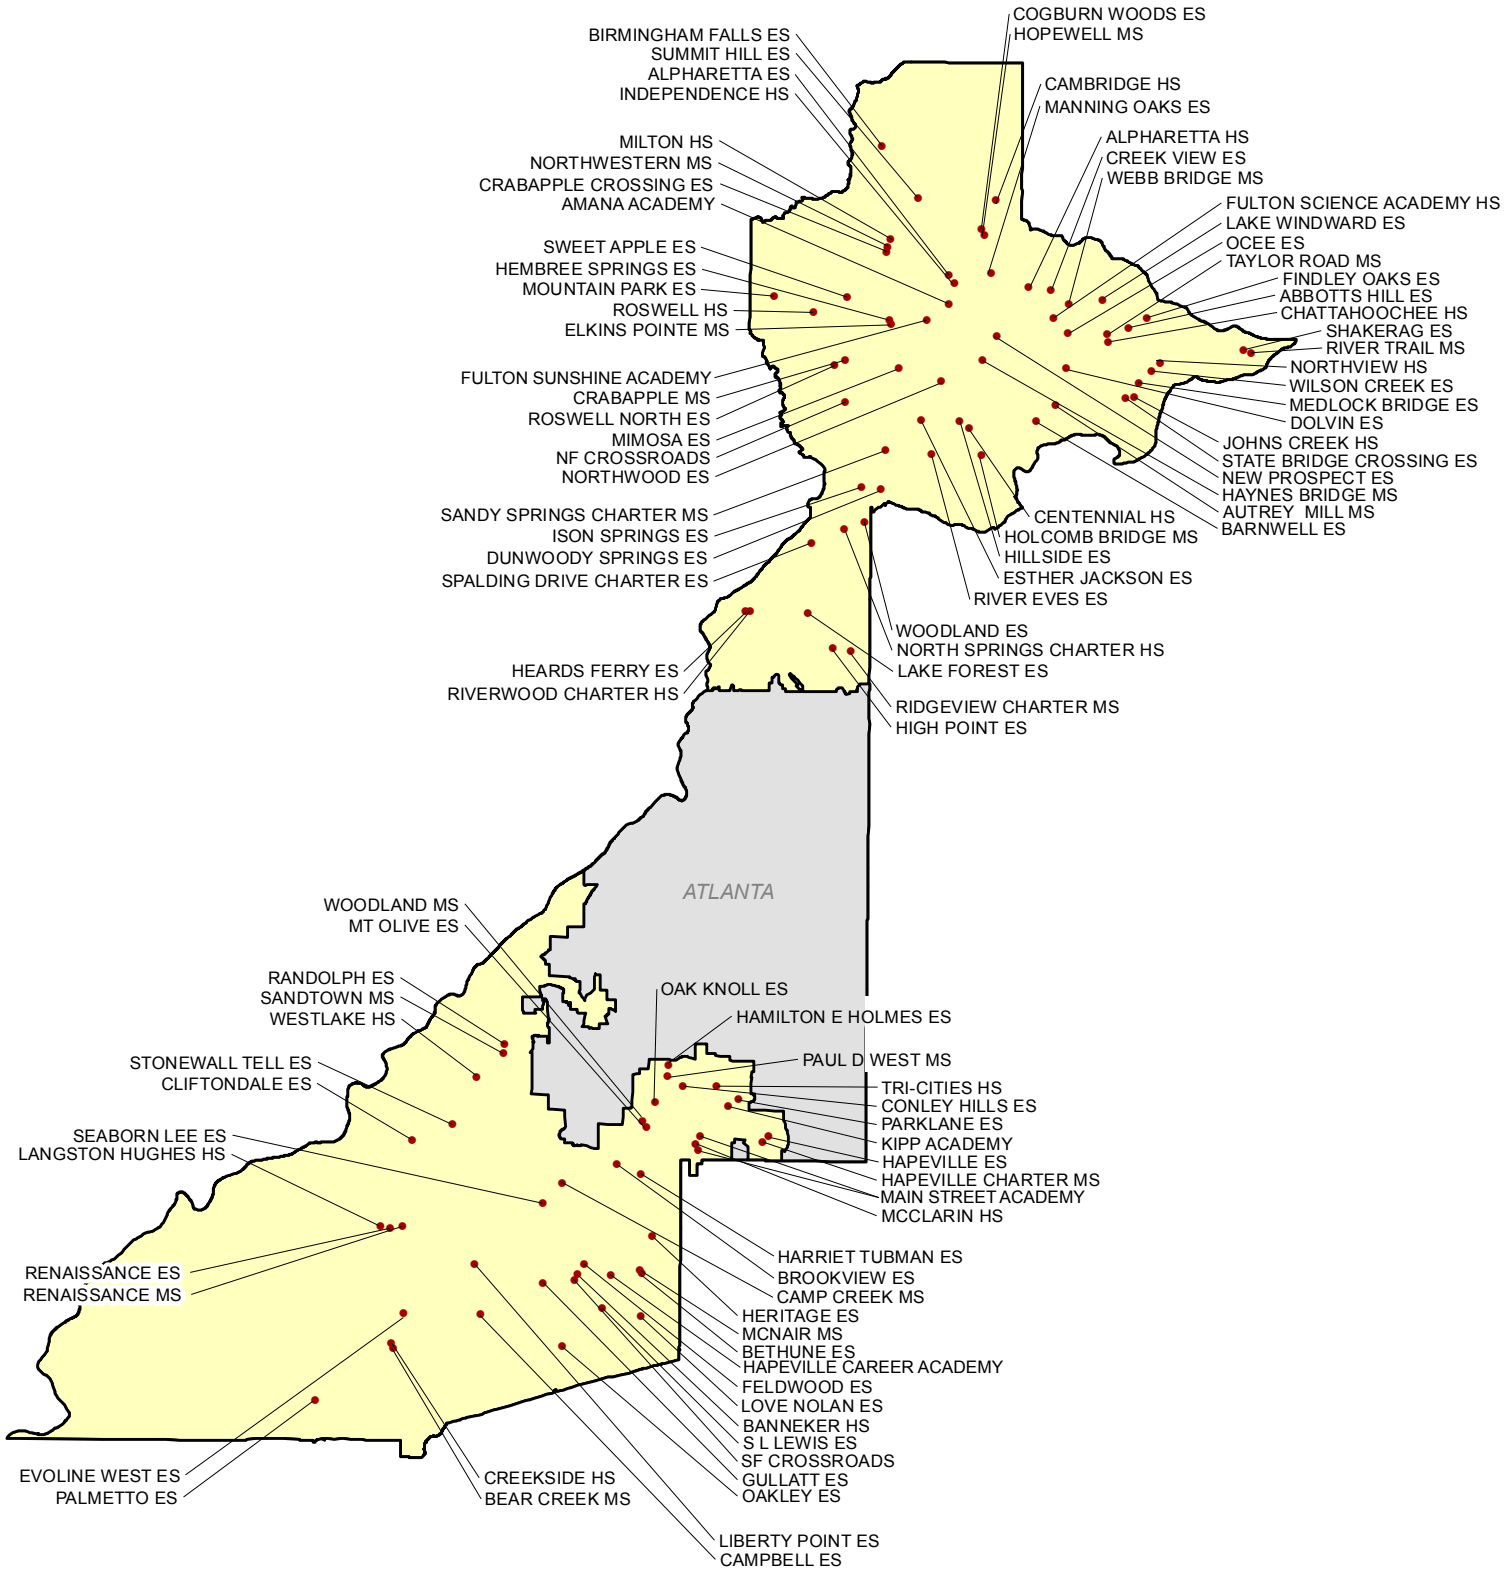 COGBURN WOODS ES
HOPEWELL MS
BIRMINGHAM FALLS ES
SUMMIT HILL ES
ALPHARETTA ES
INDEPENDENCE HS
CAMBRIDGE HS
MANNING OAKS ES
MILTON HS
NORTHWESTERN MS
CRABAPPLE CROSSING ES
AMANA ACADEMY
ALPHARETTA HS
CREEK VIEW ES
WEBB BRIDGE MS
FULTON SCIENCE ACADEMY HS
LAKE WINDWARD ES
OCEE ES
TAYLOR ROAD MS
FINDLEY OAKS ES
ABBOTTS HILL ES
CHATTAHOOCHEE HS
SHAKERAG ES
RIVER TRAIL MS
NORTHVIEW HS
WILSON CREEK ES
MEDLOCK BRIDGE ES
DOLVIN ES
JOHNS CREEK HS
STATE BRIDGE CROSSING ES
NEW PROSPECT ES
HAYNES BRIDGE MS
AUTREY MILL MS
BARNWELL ES
SWEET APPLE ES
HEMBREE SPRINGS ES
MOUNTAIN PARK ES
ROSWELL HS
ELKINS POINTE MS
FULTON SUNSHINE ACADEMY
CRABAPPLE MS
ROSWELL NORTH ES
MIMOSA ES
NF CROSSROADS
NORTHWOOD ES
SANDY SPRINGS CHARTER MS
ISON SPRINGS ES
DUNWOODY SPRINGS ES
SPALDING DRIVE CHARTER ES
CENTENNIAL HS
HOLCOMB BRIDGE MS
HILLSIDE ES
ESTHER JACKSON ES
RIVER EVES ES
WOODLAND ES
NORTH SPRINGS CHARTER HS
LAKE FOREST ES
HEARDS FERRY ES
RIVERWOOD CHARTER HS
RIDGEVIEW CHARTER MS
HIGH POINT ES
ATLANTA
WOODLAND MS
MT OLIVE ES
RANDOLPH ES
SANDTOWN MS
WESTLAKE HS
STONEWALL TELL ES
CLIFTONDALE ES
SEABORN LEE ES
LANGSTON HUGHES HS
OAK KNOLL ES
HAMILTON E HOLMES ES
PAUL D WEST MS
TRI-CITIES HS
CONLEY HILLS ES
PARKLANE ES
KIPP ACADEMY
HAPEVILLE ES
HAPEVILLE CHARTER MS
MAIN STREET ACADEMY
MCCLARIN HS
RENAISSANCE ES
RENAISSANCE MS
HARRIET TUBMAN ES
BROOKVIEW ES
CAMP CREEK MS
HERITAGE ES
MCNAIR MS
BETHUNE ES
HAPEVILLE CAREER ACADEMY
FELDWOOD ES
LOVE NOLAN ES
BANNEKER HS
S L LEWIS ES
SF CROSSROADS
GULLATT ES
OAKLEY ES
EVOLINE WEST ES
PALMETTO ES
CREEKSIDE HS
BEAR CREEK MS
LIBERTY POINT ES
CAMPBELL ES